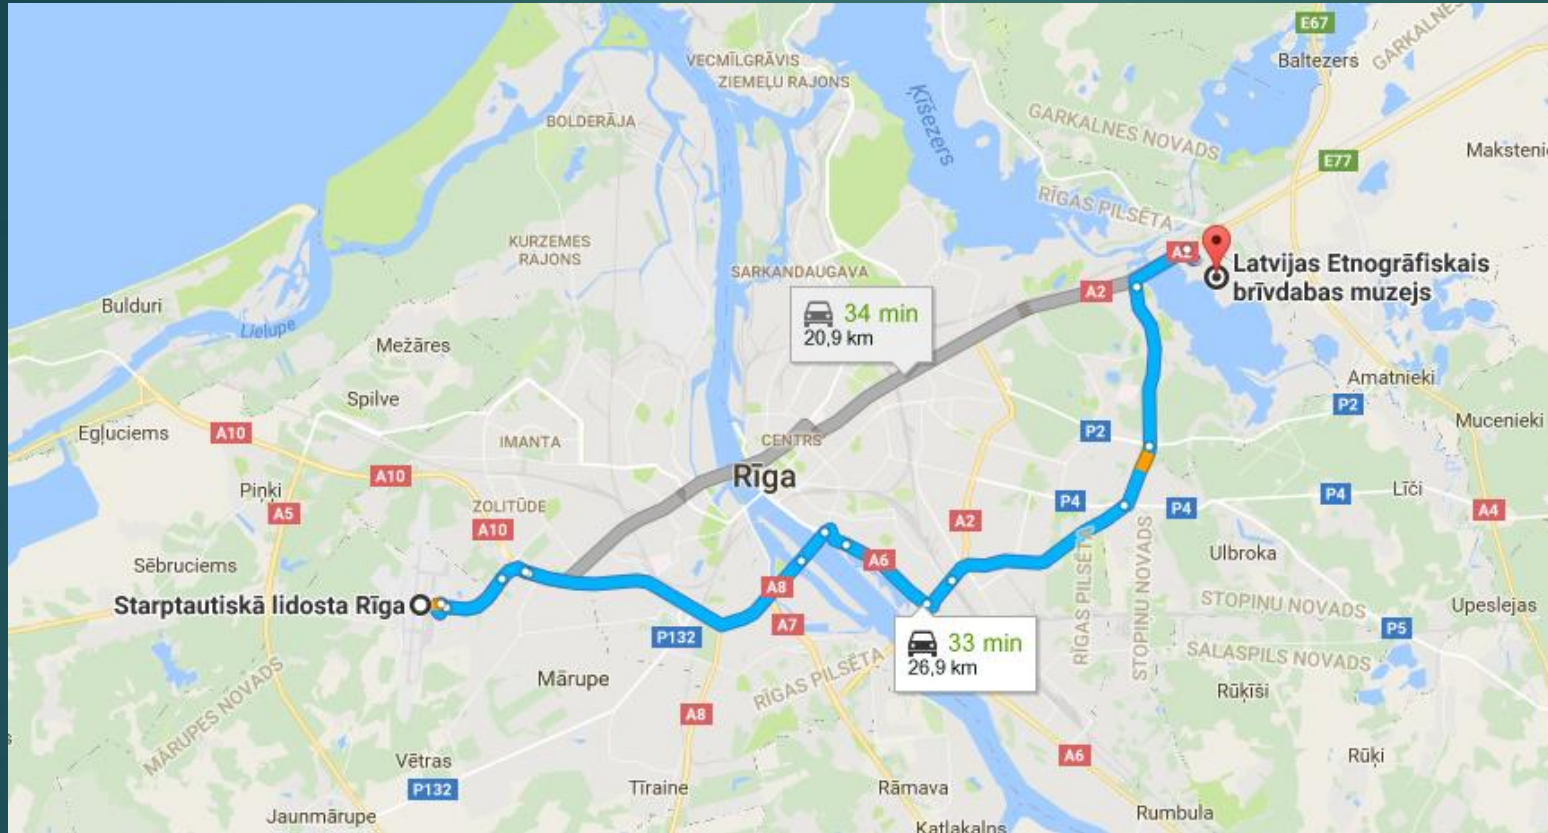 E67
GARKALNES
Baltezers
VECMĪLGRĀVIS
ZIEMEĻU RAJONS
Ķīšezers
BOLDERĀJA
GARKALNES NOVADS
E77
Maksteni
RĪGAS PILSĒTA
KURZEMES
RAJONS
SARKANDAUGAVA
A2
Latvijas Etnogrāfiskais
brīvdabas muzejs
A2
Bulduri
Lielupe
34 min
20,9 km
Mežāres
Amatnieki
Spilve
P2
Mucenieki
Egļuciems
A10
IMANTA
CENTRS
P2
A10
Rīga
Piņķi
A5
ZOLITŪDE
P4
P4
P4
Līči
A4
A10
A2
Sēbruciems
A6
RĪGAS PILSĒTA
STOPIŅU NOVADS
Ulbroka
A8
Starptautiskā lidosta Rīga
STOPIŅU NOVADS
Upeslejas
P132
A7
33 min
26,9 km
P5
SALASPILS NOVADS
Mārupe
RĪGAS PILSĒTA
Rūķīši
MĀRUPES NOVADS
A8
Vētras
A6
Rūķi
P132
Tīraine
Rāmava
Jaunmārupe
Rumbula
Katlakalns